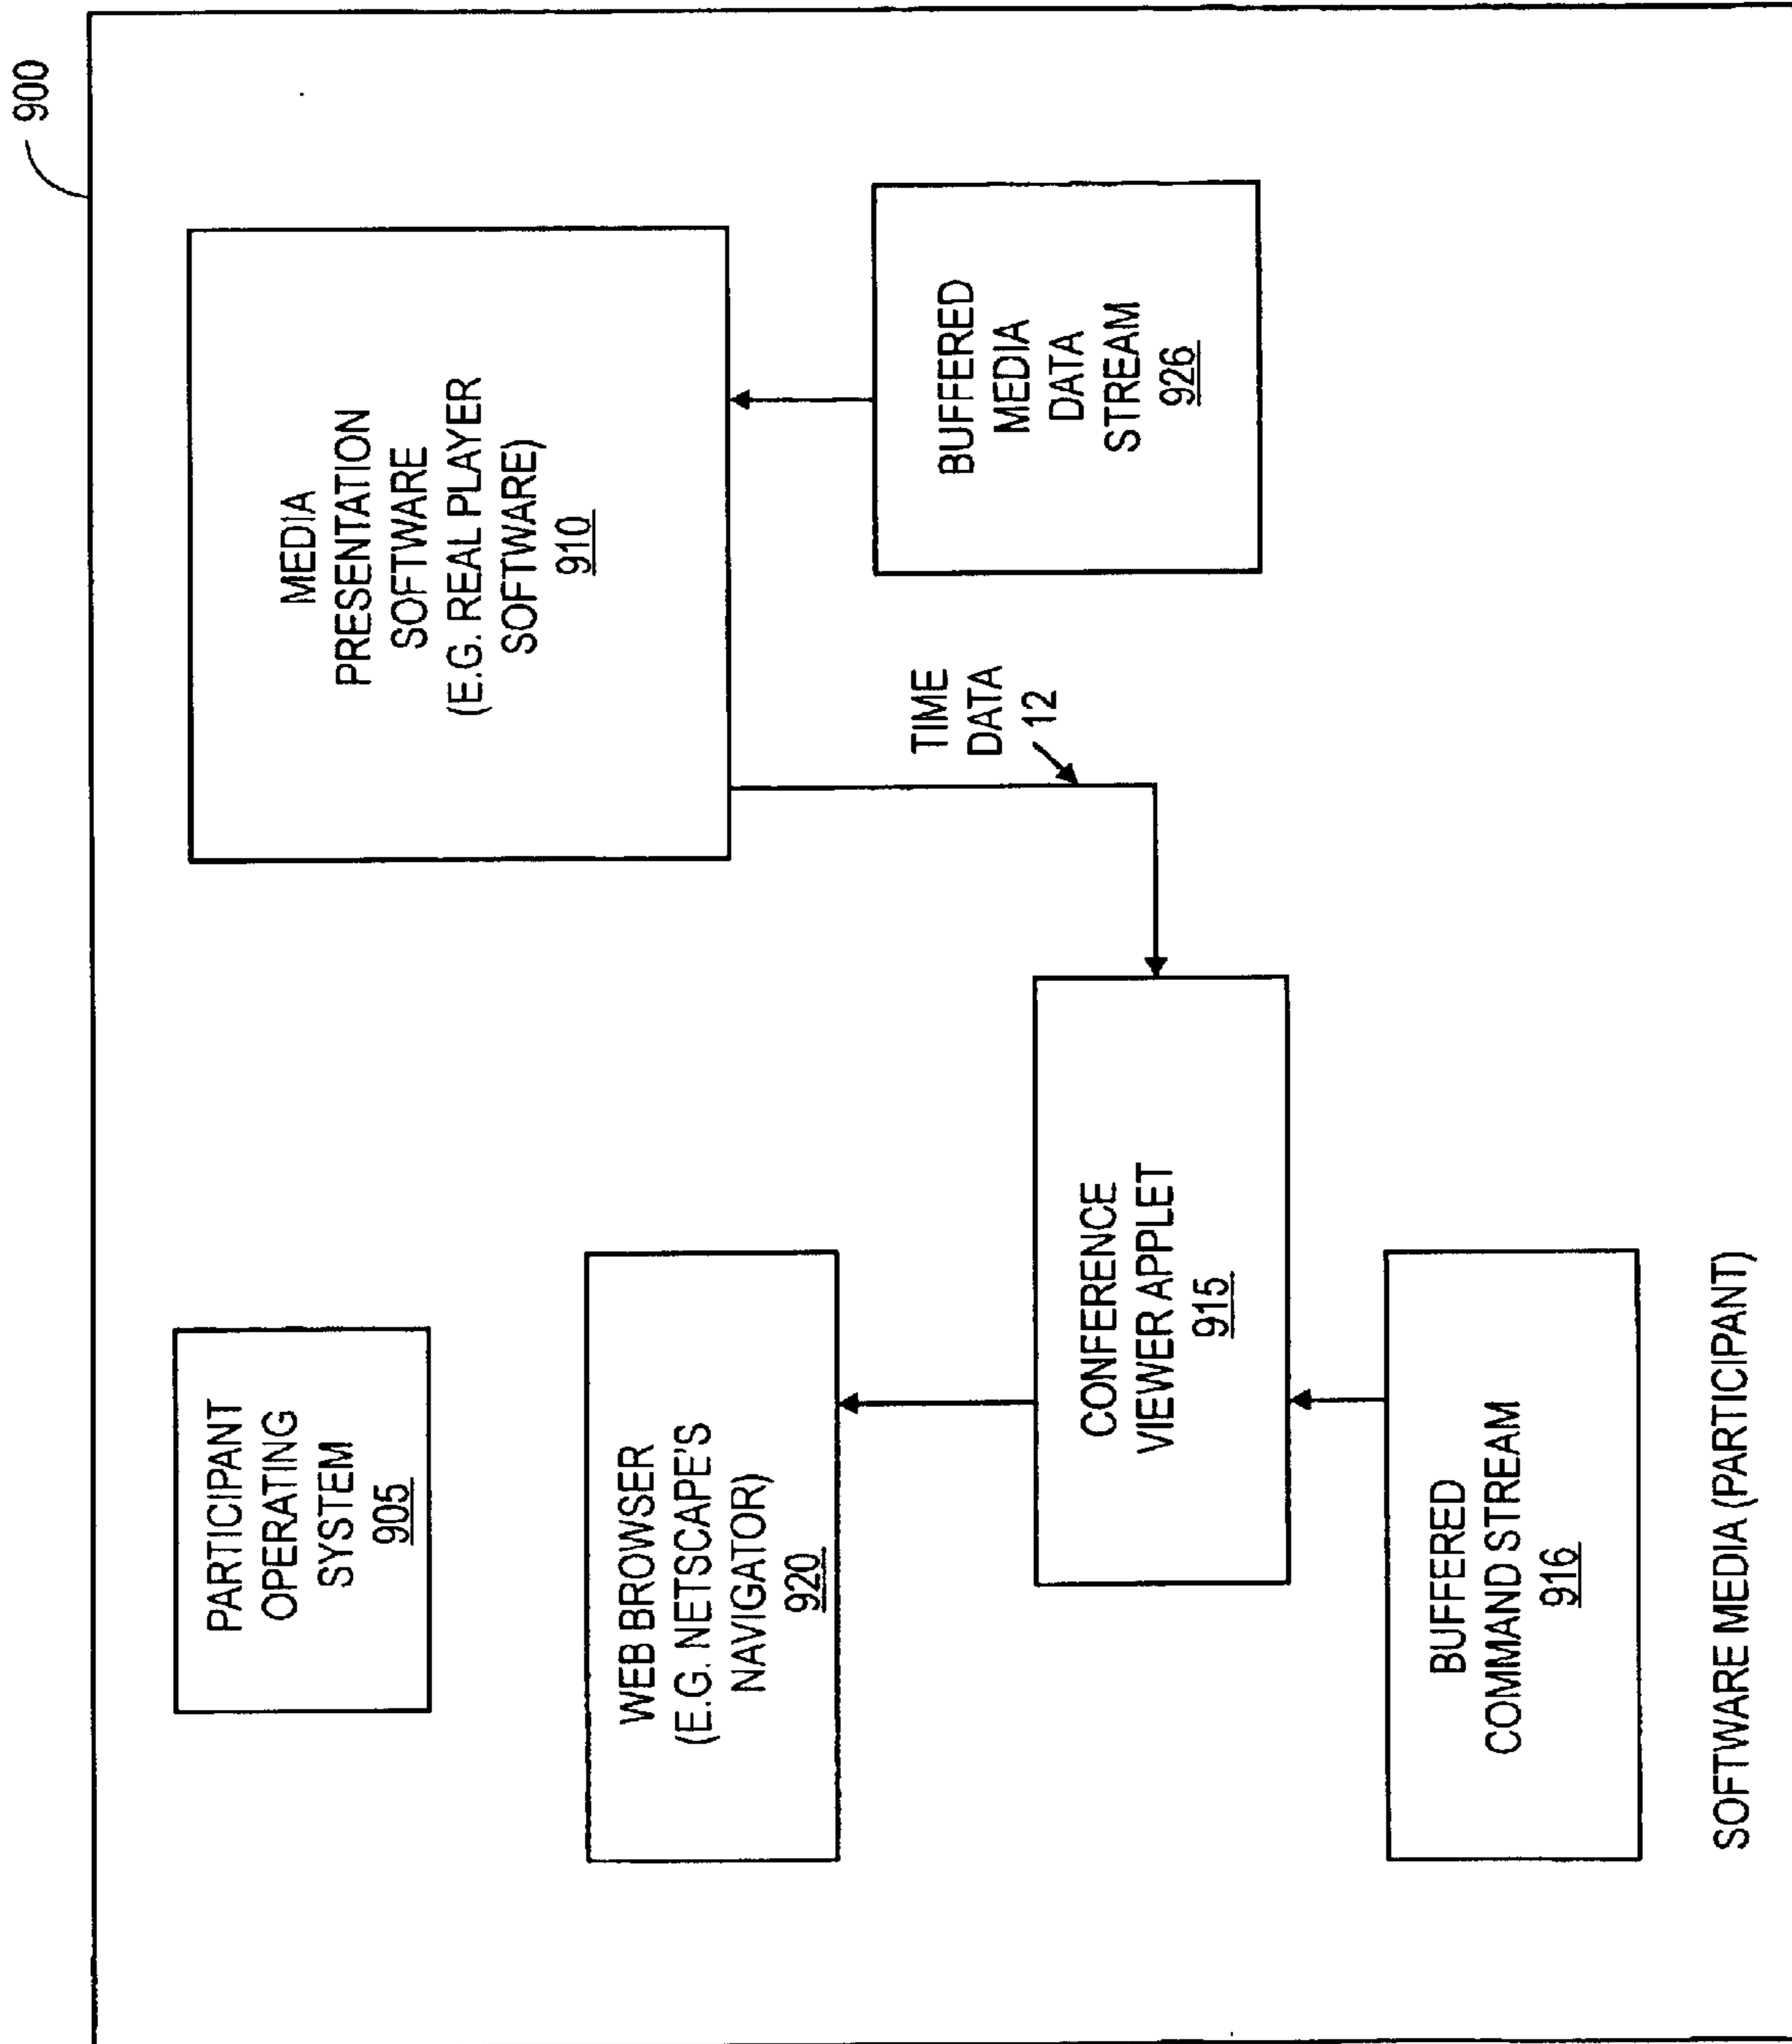 900
PARTICIPANT
OPERATING
SYSTEM
905
MEDIA
PRESENTATION
SOFTWARE
(E.G. REAL PLAYER
SOFTWARE)
910
WEB BROWSER
(E.G. NETSCAPE'S
NAVIGATOR)
920
TIME
DATA
12
BUFFERED
MEDIA
DATA
STREAM
926
CONFERENCE
VIEWER APPLET
915
BUFFERED
COMMAND STREAM
916
SOFTWARE MEDIA (PARTICIPANT)